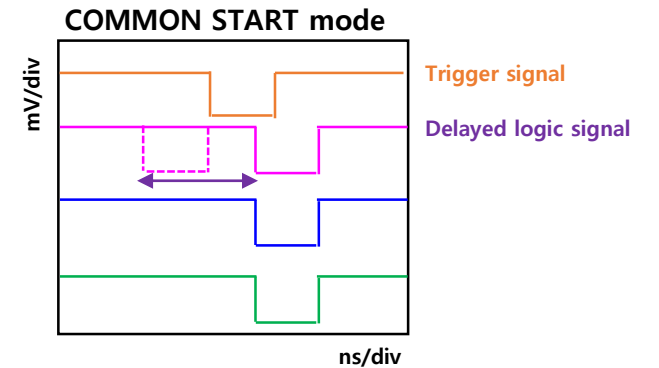 COMMON START mode
mV/div
Trigger signal
Delayed logic signal
ns/div